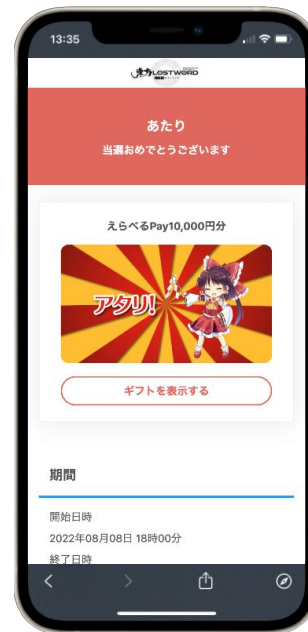 13:35
東方LOSTWORD
あたり
当選おめでとうございます
えらべるPay10,000円分
アタリ!
ギフトを表示する
期間
開始日時
2022年08月08日 18時00分
終了日時